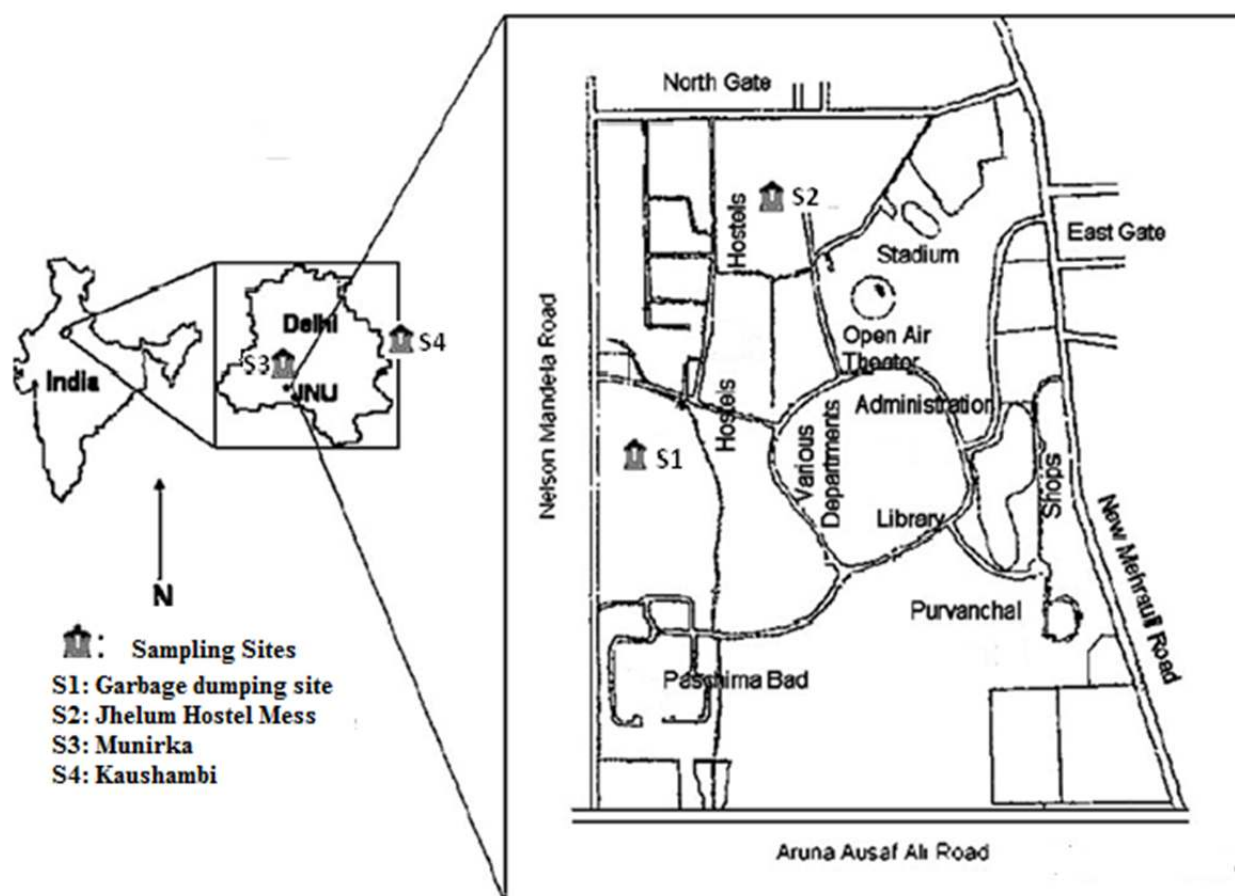 North Gate
S2
Hostels
East Gate
Stadium
Delhi
S4
S3
JNU
India
Open Air
Theator
Administration
Hostels
Nelson Mandela Road
S1
Various
Departments
Shops
Library
New Mehrauli Road
N
Purvanchal
: Sampling Sites
S1: Garbage dumping site
S2: Jhelum Hostel Mess
S3: Munirka
S4: Kaushambi
Paschima Bad
Aruna Ausaf Ali Road